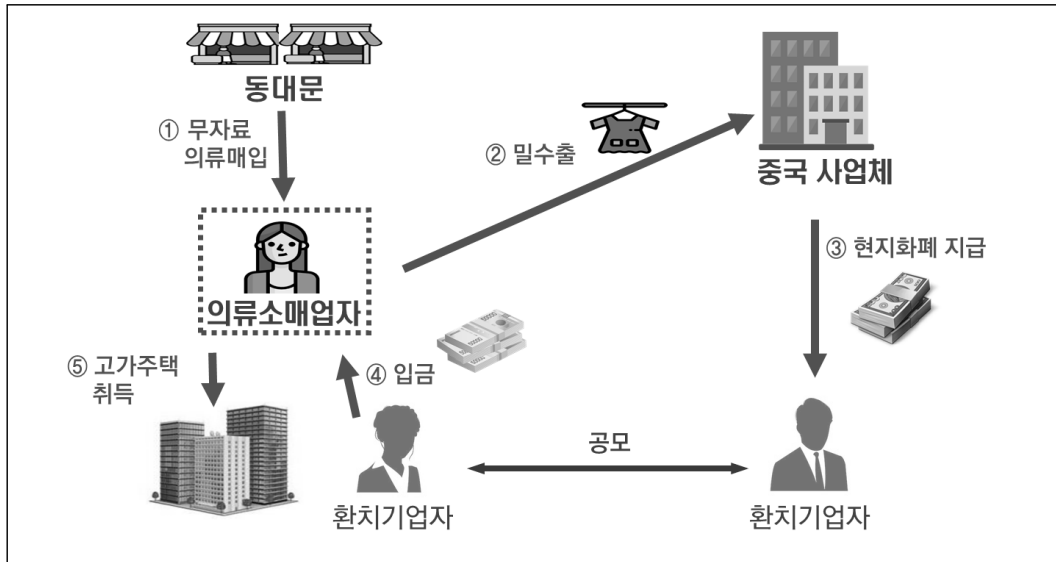 동대문
① 무자료
의류매입
② 밀수출
중국 사업체
③ 현지화폐 지급
의류소매업자
⑤ 고가주택
취득
④ 입금
공모
환치기업자
환치기업자